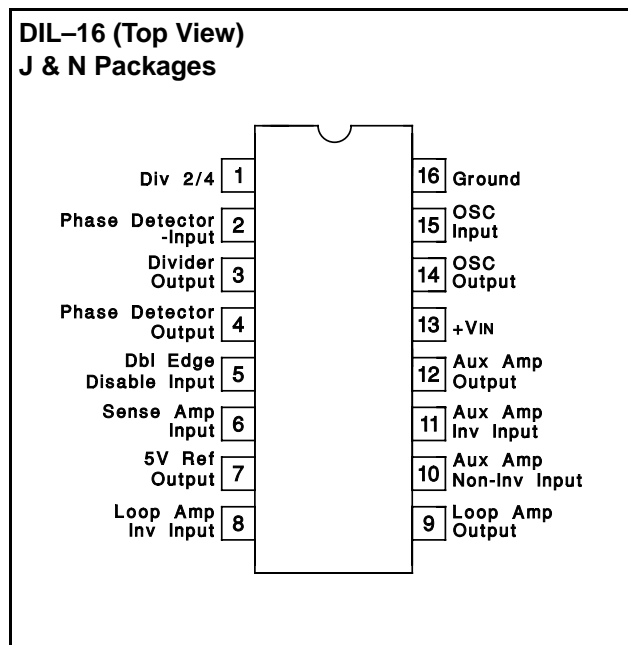 DIL–16 (Top View)
J & N Packages
Div 2/4 1
Phase Detector
-Input 2
Divider
Output 3
Phase Detector
Output 4
Dbl Edge
Disable Input 5
Sense Amp
Input 6
5V Ref
Output 7
Loop Amp
Inv Input 8
16 Ground
15 OSC
Input
14 OSC
Output
13 +VIN
12 Aux Amp
Output
11 Aux Amp
Inv Input
10 Aux Amp
Non-Inv Input
9 Loop Amp
Output